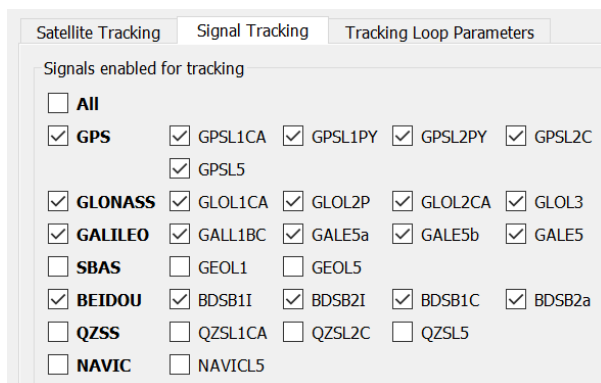 Satellite Tracking Signal Tracking Tracking Loop Parameters
Signals enabled for tracking
All
GPS GPSL1CA GPSL1PY GPSL2PY GPSL2C
GPSL5
GLONASS GLOL1CA GLOL2P GLOL2CA GLOL3
GALILEO GALL1BC GALE5a GALE5b GALE5
SBAS GEOL1 GEOL5
BEIDOU BDSB1I BDSB2I BDSB1C BDSB2a
QZSS QZSL1CA QZSL2C QZSL5
NAVIC NAVICL5